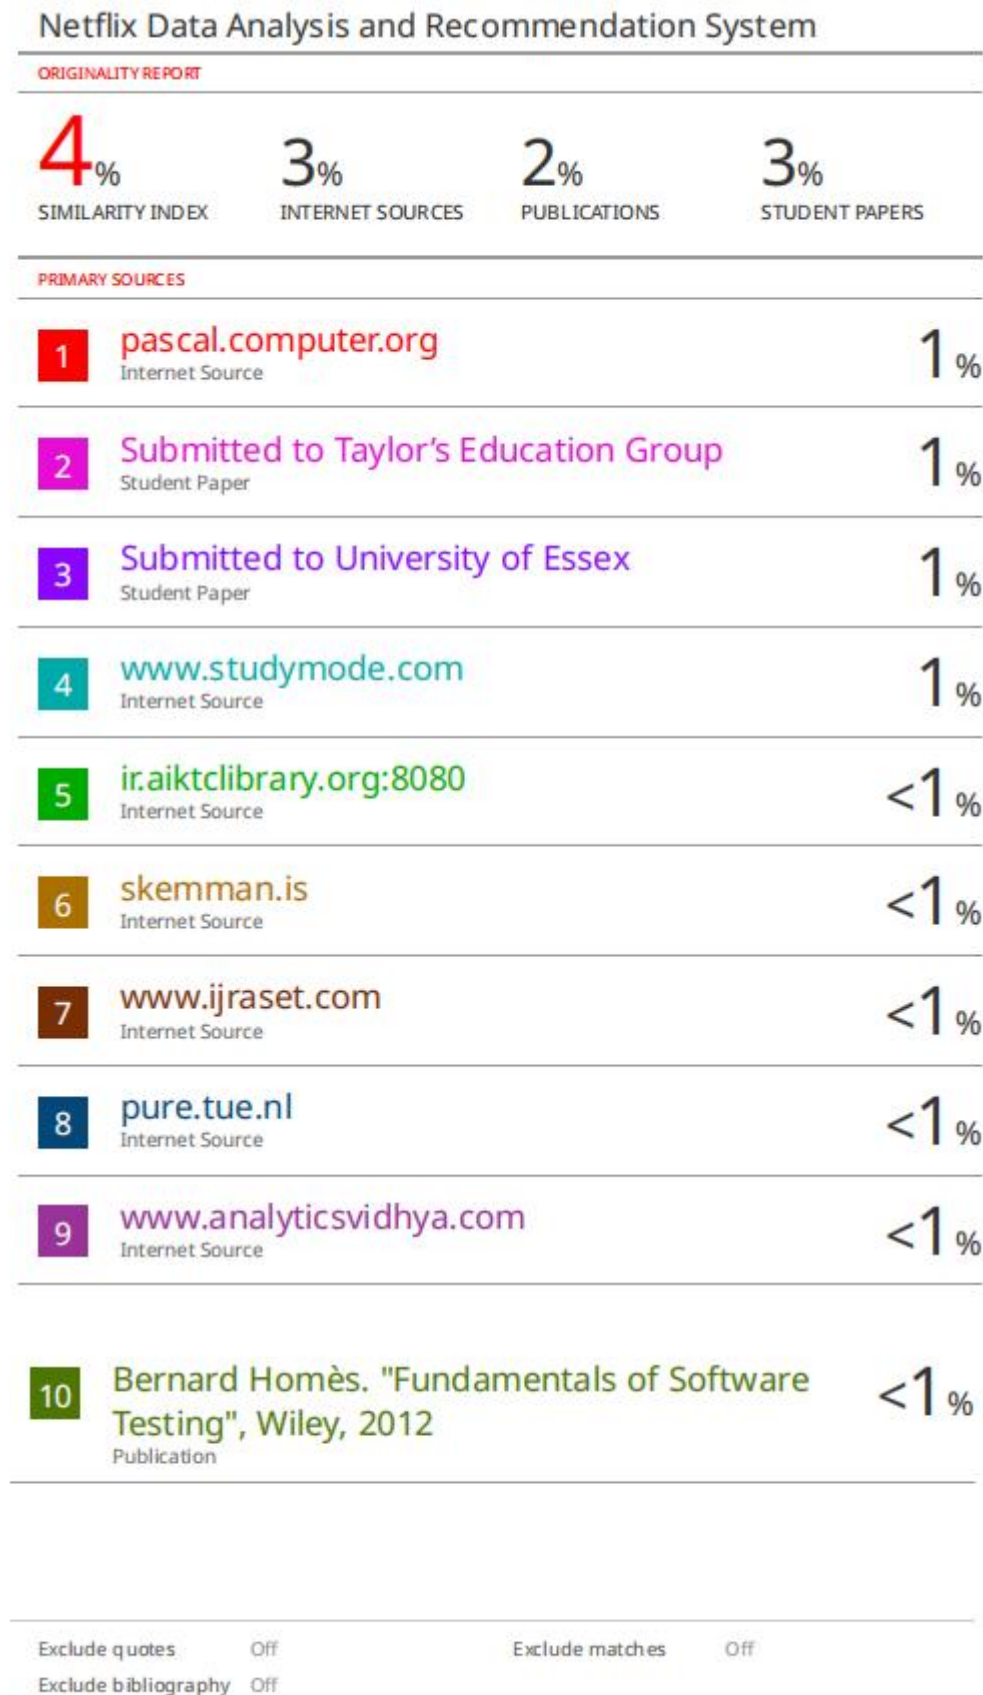 Netflix Data Analysis and Recommendation System
ORIGINALITY REPORT
4% 3% 2% 3%
SIMILARITY INDEX INTERNET SOURCES PUBLICATIONS STUDENT PAPERS
PRIMARY SOURCES
1 pascal.computer.org 1%
Internet Source
2 Submitted to Taylor's Education Group 1%
Student Paper
3 Submitted to University of Essex 1%
Student Paper
4 www.studymode.com 1%
Internet Source
5 ir.aiktclibrary.org:8080 <1%
Internet Source
6 skemman.is <1%
Internet Source
7 www.ijraset.com <1%
Internet Source
8 pure.tue.nl <1%
Internet Source
9 www.analyticsvidhya.com <1%
Internet Source
10 Bernard Homès. "Fundamentals of Software <1%
Testing", Wiley, 2012
Publication
Exclude quotes Off Exclude matches Off
Exclude bibliography Off